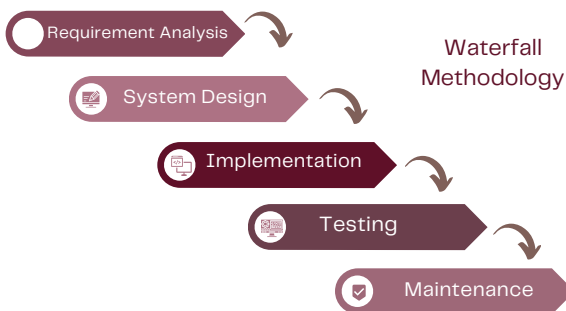 Requirement Analysis
Waterfall
Methodology
System Design
Implementation
Testing
Maintenance